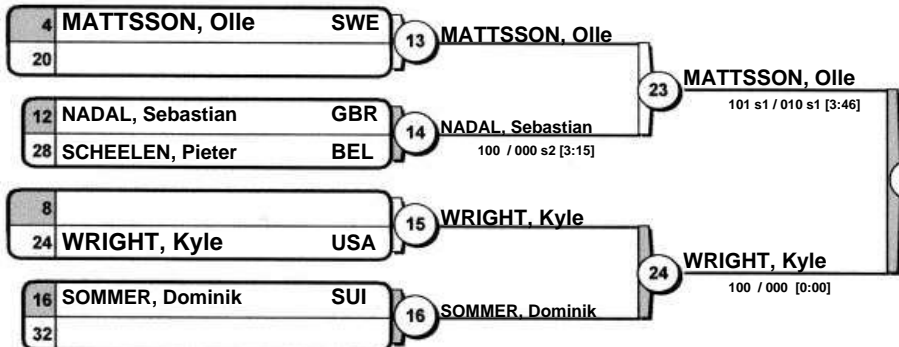 4 MATTSSON, Olle SWE
20
13 MATTSSON, Olle
12 NADAL, Sebastian GBR
28 SCHEELEN, Pieter BEL
14 NADAL, Sebastian
100 / 000 s2 [3:15]
23 MATTSSON, Olle
101 s1 / 010 s1 [3:46]
8
24 WRIGHT, Kyle USA
15 WRIGHT, Kyle
16 SOMMER, Dominik SUI
32
16 SOMMER, Dominik
24 WRIGHT, Kyle
100 / 000 [0:00]